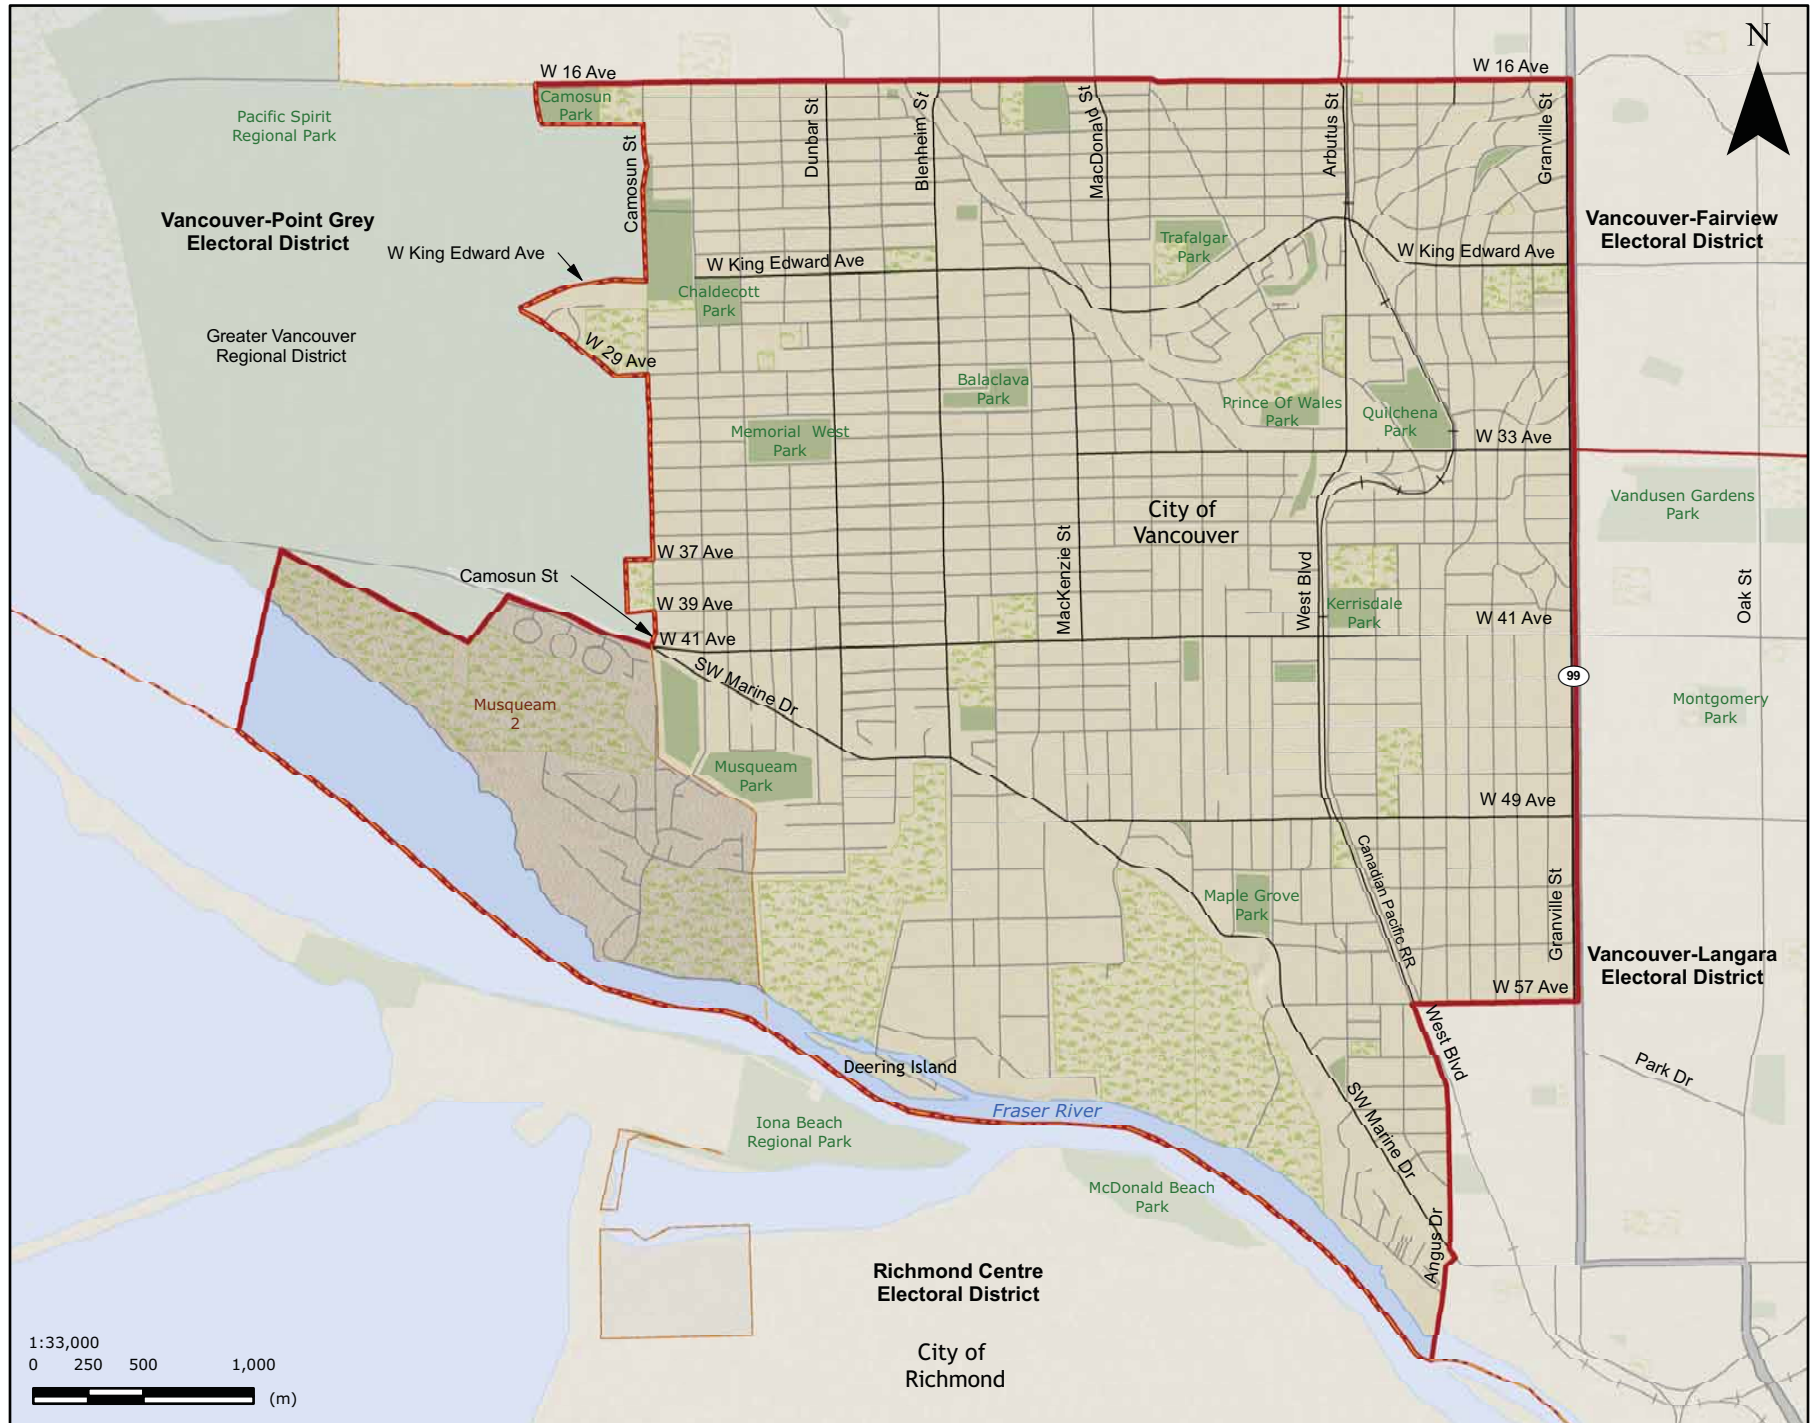 N
W 16 Ave
W 16 Ave
Camosun
Park
Pacific Spirit
Regional Park
Camosun St
Dunbar St
Blenheim St
MacDonald St
Arbutus St
Granville St
Vancouver-Point Grey
Electoral District
Vancouver-Fairview
Electoral District
W King Edward Ave
W King Edward Ave
W King Edward Ave
Trafalgar
Park
Chaldecott
Park
Greater Vancouver
Regional District
W 29 Ave
Balaclava
Park
Prince Of Wales
Park
Quilchena
Park
Memorial West
Park
W 33 Ave
Vandusen Gardens
Park
City of
Vancouver
W 37 Ave
MacKenzie St
West Blvd
Oak St
Camosun St
W 39 Ave
Kerrisdale
Park
W 41 Ave
W 41 Ave
SW Marine Dr
99
Musqueam
2
Montgomery
Park
Musqueam
Park
W 49 Ave
Canadian Pacific RR
Maple Grove
Park
Granville St
Vancouver-Langara
Electoral District
W 57 Ave
West Blvd
Park Dr
Deering Island
Fraser River
Iona Beach
Regional Park
SW Marine Dr
McDonald Beach
Park
Angus Dr
Richmond Centre
Electoral District
City of
Richmond
1:33,000
0 250 500 1,000
(m)